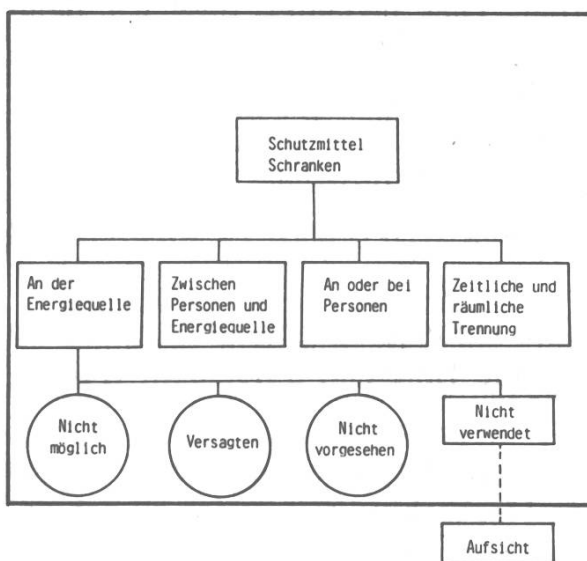 Schutzmittel
Schranken
An der
Energiequelle
Zwischen
Personen und
Energiequelle
An oder bei
Personen
Zeitliche und
räumliche
Trennung
Nicht
möglich
Versagten
Nicht
vorgesehen
Nicht
verwendet
Aufsicht